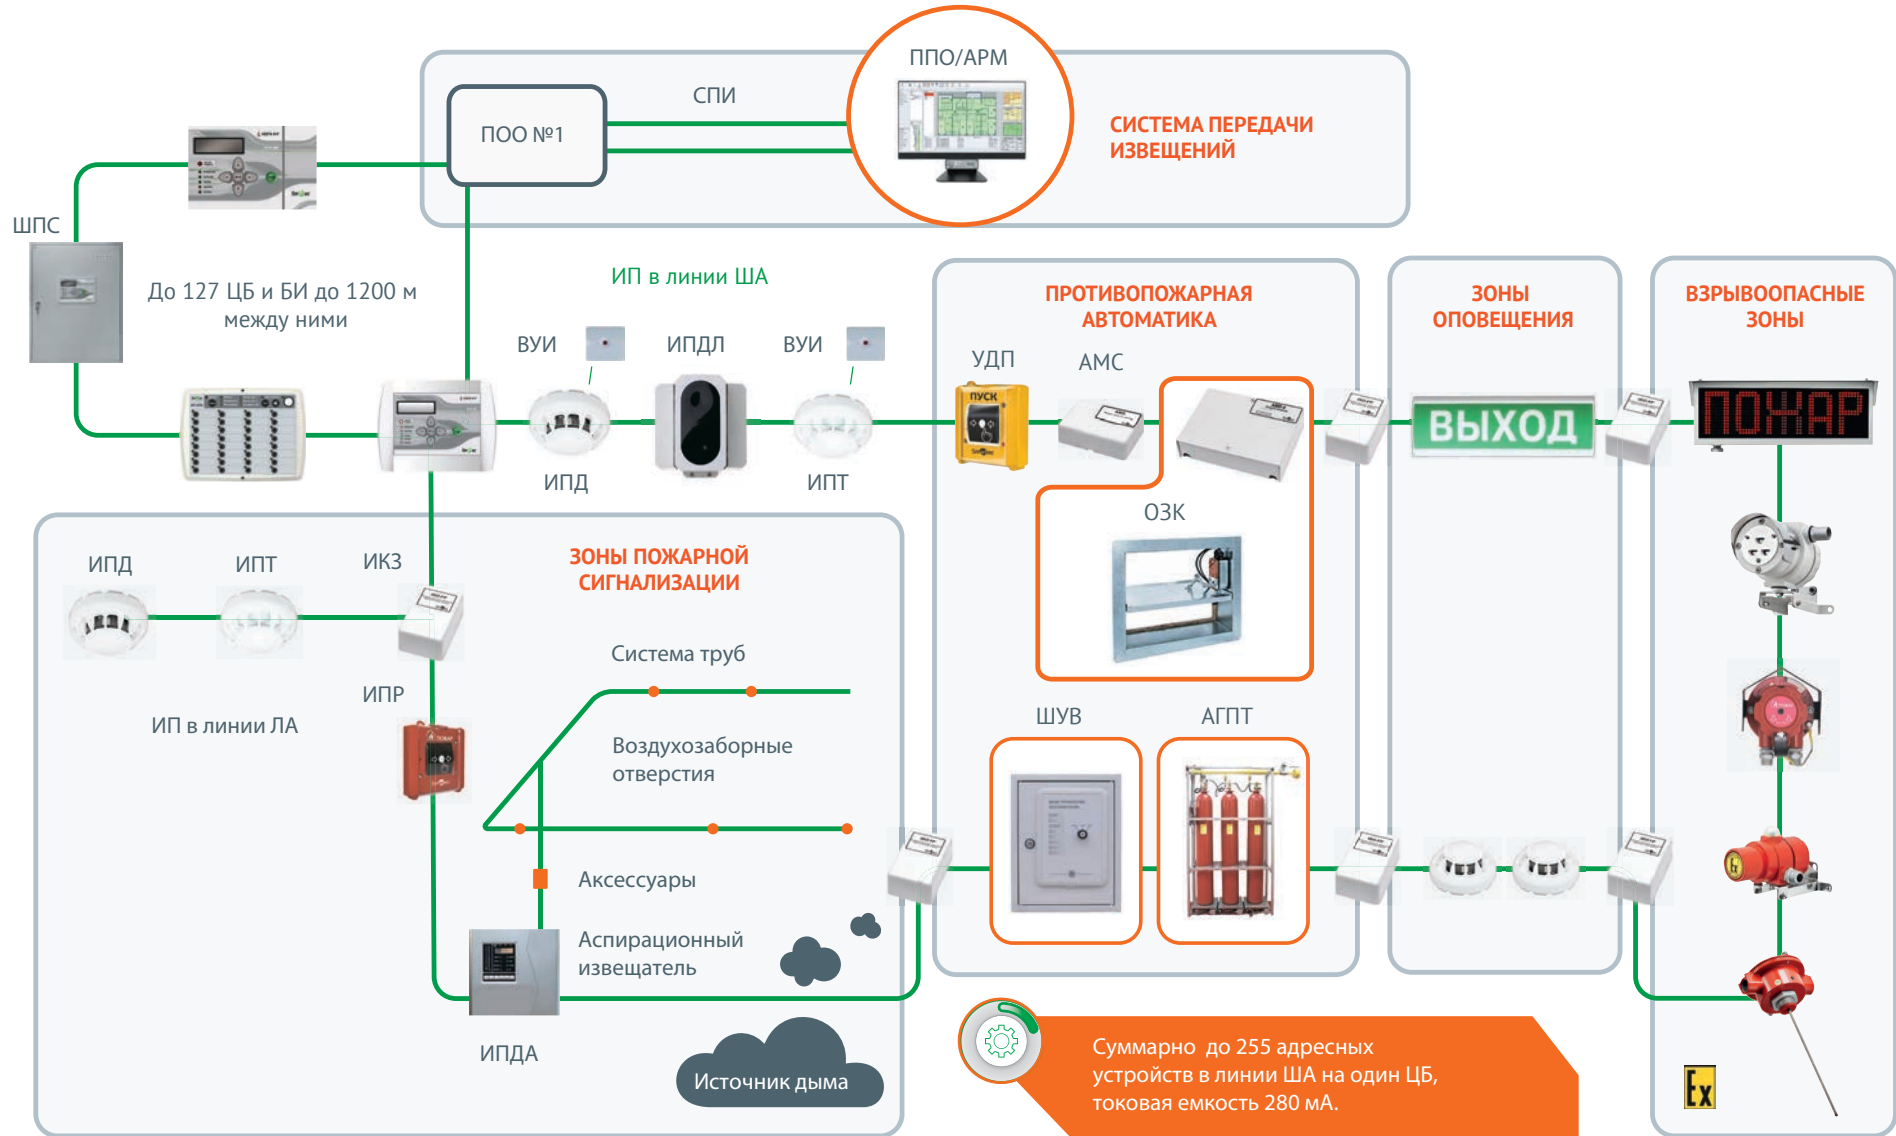 ППО/АРМ
СПИ
ПОО №1
СИСТЕМА ПЕРЕДАЧИ
ИЗВЕЩЕНИЙ
ШПС
До 127 ЦБ и БИ до 1200 м
между ними
ИП в линии ША
ВУИ
ИПДЛ
ВУИ
ИПД
ИПТ
ПРОТИВОПОЖАРНАЯ
АВТОМАТИКА
УДП
АМС
ПУСК
ОЗК
ШУВ
АГПТ
ЗОНЫ
ОПОВЕЩЕНИЯ
ВЫХОД
ВЗРЫВООПАСНЫЕ
ЗОНЫ
ПОЖАР
Ex
ЗОНЫ ПОЖАРНОЙ
СИГНАЛИЗАЦИИ
ИПД
ИПТ
ИКЗ
ИПР
ИП в линии ЛА
Система труб
Воздухозаборные
отверстия
Аксессуары
Аспирационный
извещатель
ИПДА
Источник дыма
Суммарно до 255 адресных
устройств в линии ША на один ЦБ,
токовая емкость 280 мА.